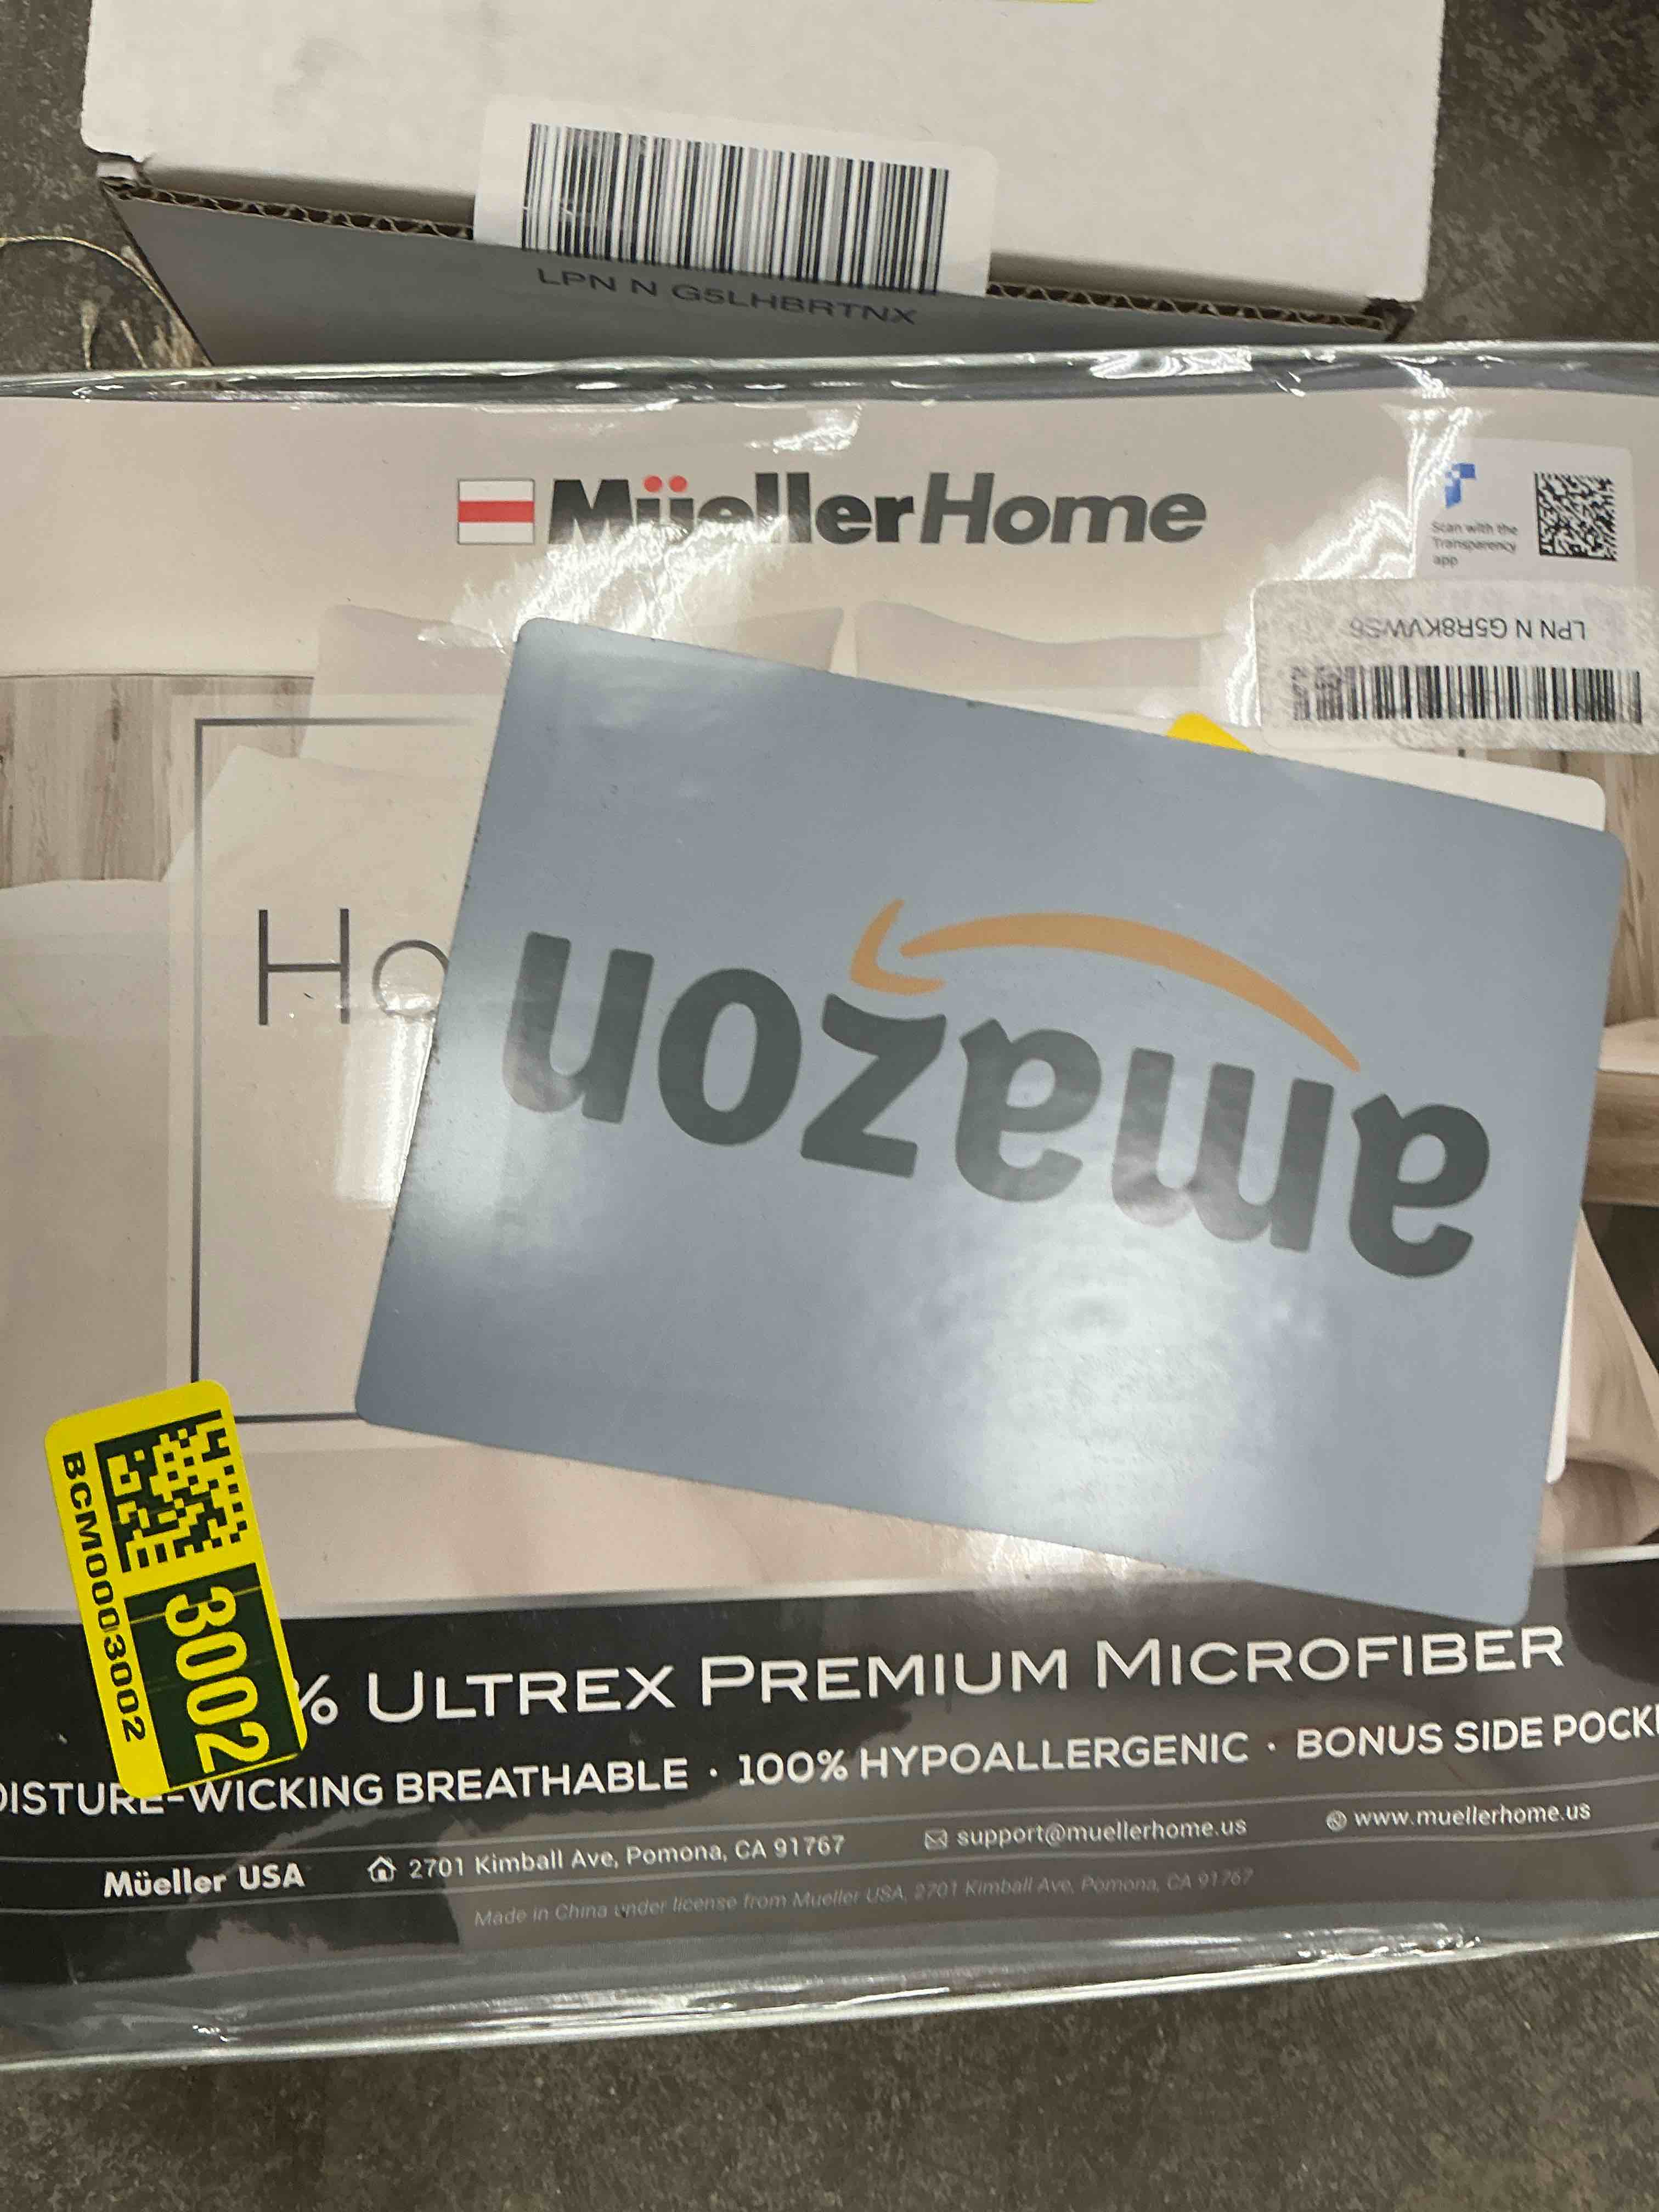 LPN N G5LHBRTNX
MüellerHome
Scan with the
Transparency
app
LPN N G5R8KVWS6
Ho
amazon
BCM0003002
3002
% ULTREX PREMIUM MICROFIBER
OISTURE-WICKING BREATHABLE · 100% HYPOALLERGENIC · BONUS SIDE POCK
Müeller USA 2701 Kimball Ave, Pomona, CA 91767 support@muellerhome.us www.muellerhome.us
Made in China under license from Mueller USA, 2701 Kimball Ave, Pomona, CA 91767